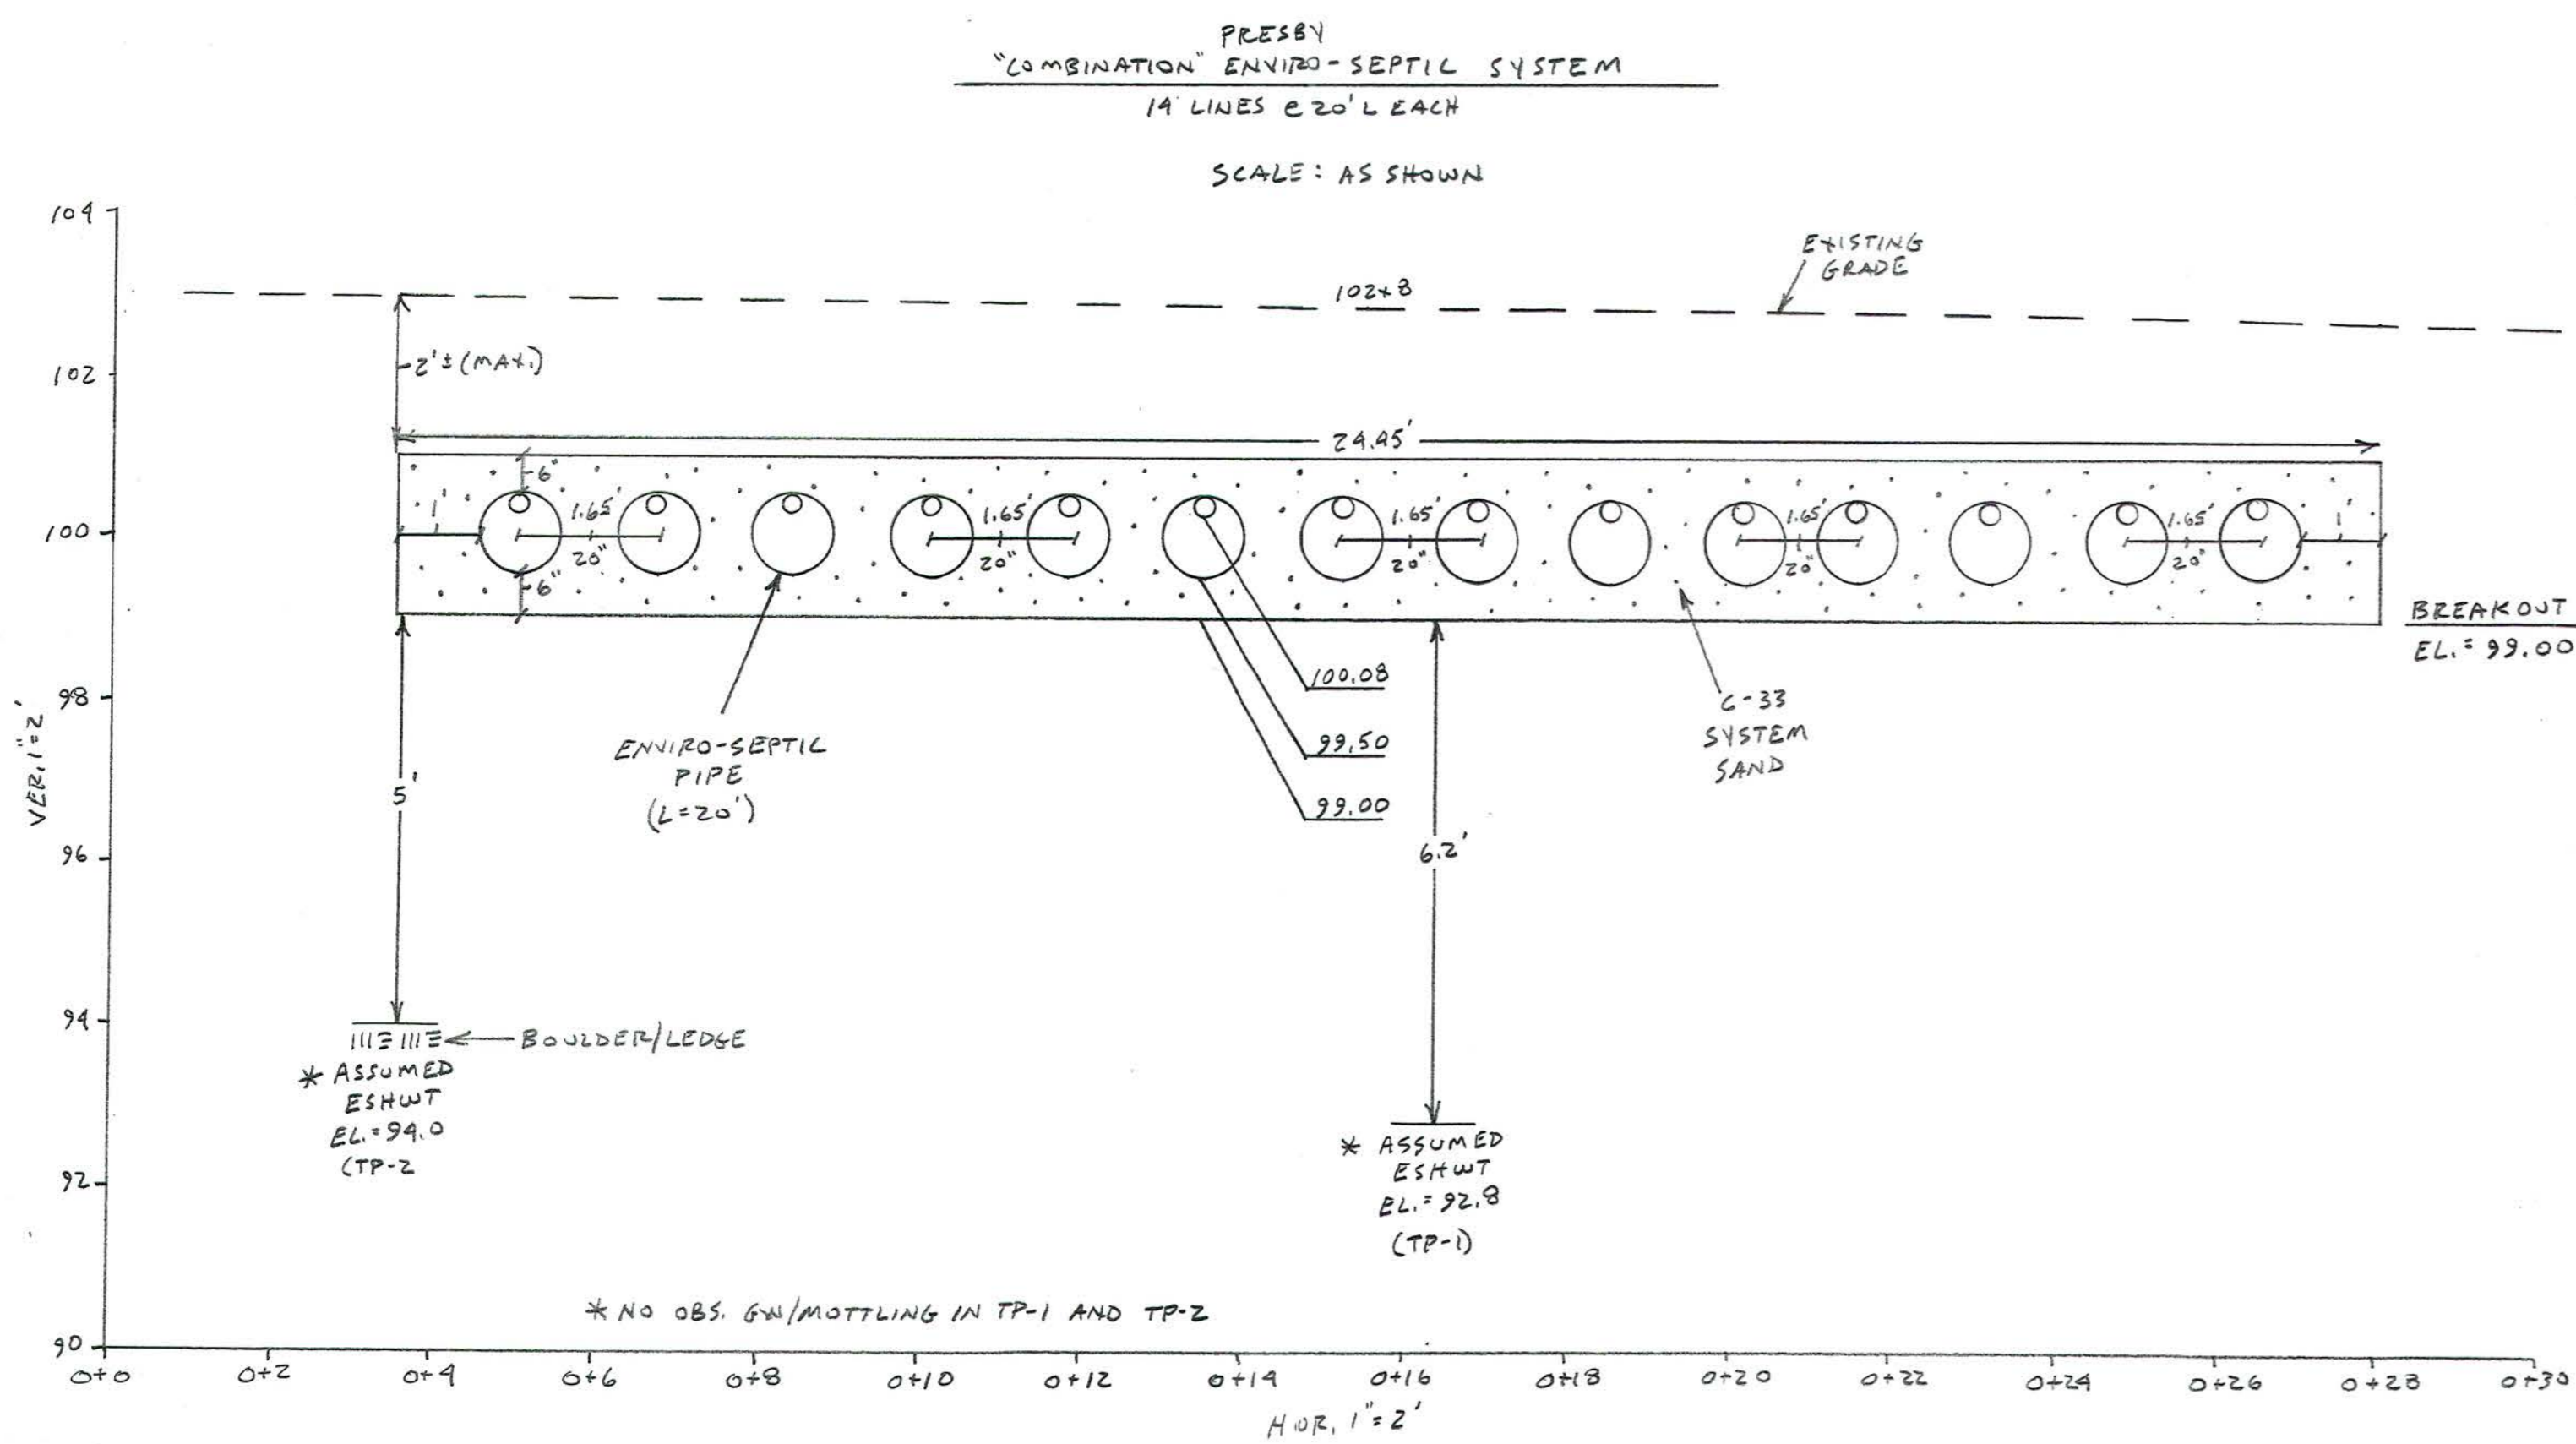 PRESBY
"COMBINATION" ENVIRO-SEPTIC SYSTEM
14 LINES @ 20' L EACH
SCALE: AS SHOWN
104
EXISTING
GRADE
102+8
2'± (MAX.)
102
24.45'
6"
1'
1.65'
1.65'
1.65'
1.65'
1.65'
1'
100
20"
20"
20"
20"
20"
6"
BREAKOUT
EL. = 99.00
100.08
98
C-33
SYSTEM
SAND
ENVIRO-SEPTIC
PIPE
(L=20')
99.50
99.00
VER. 1"=2'
5'
96
6.2'
94
BOULDER/LEDGE
* ASSUMED
ESHWT
EL. = 94.0
(TP-2
* ASSUMED
ESHWT
EL. = 92.8
(TP-1)
92
* NO OBS. GW/MOTTLING IN TP-1 AND TP-2
90
0+0 0+2 0+4 0+6 0+8 0+10 0+12 0+14 0+16 0+18 0+20 0+22 0+24 0+26 0+28 0+30
HOR. 1"=2'